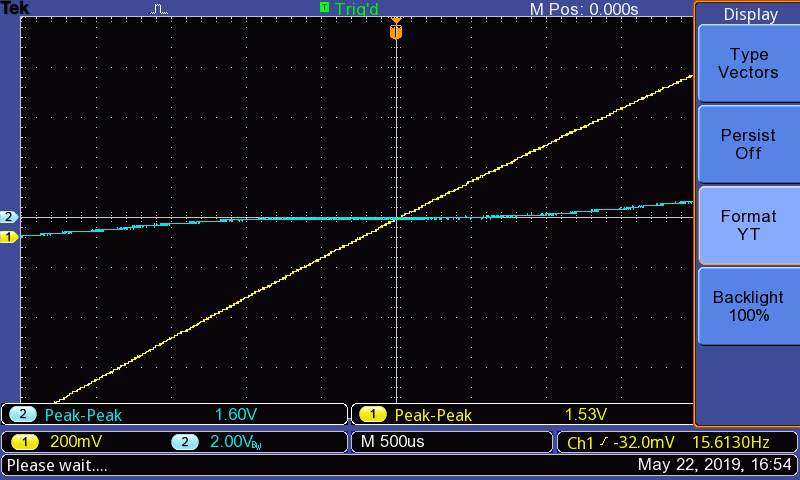 Tek
T Trig'd
M Pos: 0.000s
Display
T
Type
Vectors
Persist
Off
2
1
Format
YT
Backlight
100%
2 Peak-Peak 1.60V
1 Peak-Peak 1.53V
1 200mV 2 2.00VBW M 500us Ch1 -32.0mV 15.6130Hz
Please wait.... May 22, 2019, 16:54